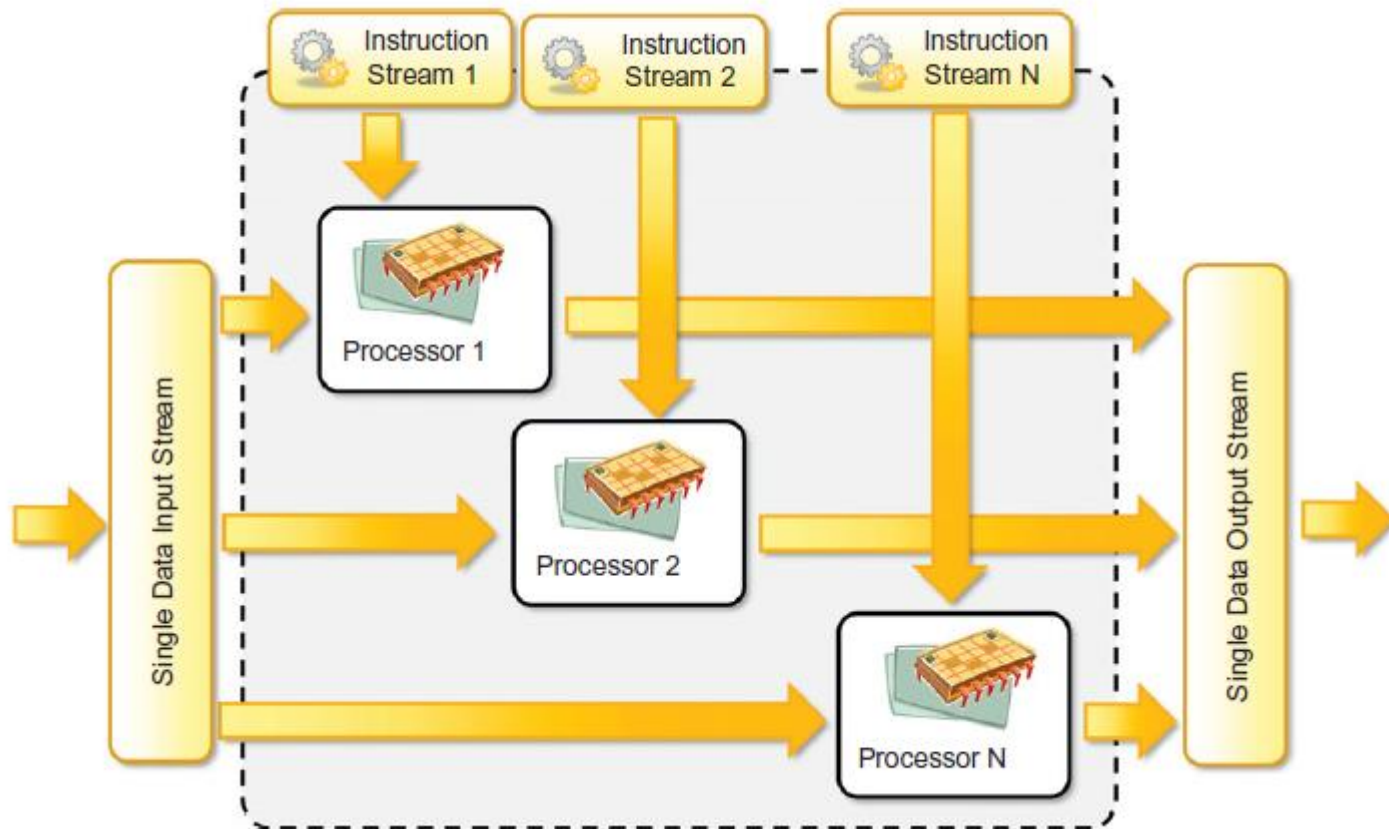 Instruction
Stream 1
Instruction
Stream 2
Instruction
Stream N
Single Data Input Stream
Processor 1
Processor 2
Processor N
Single Data Output Stream